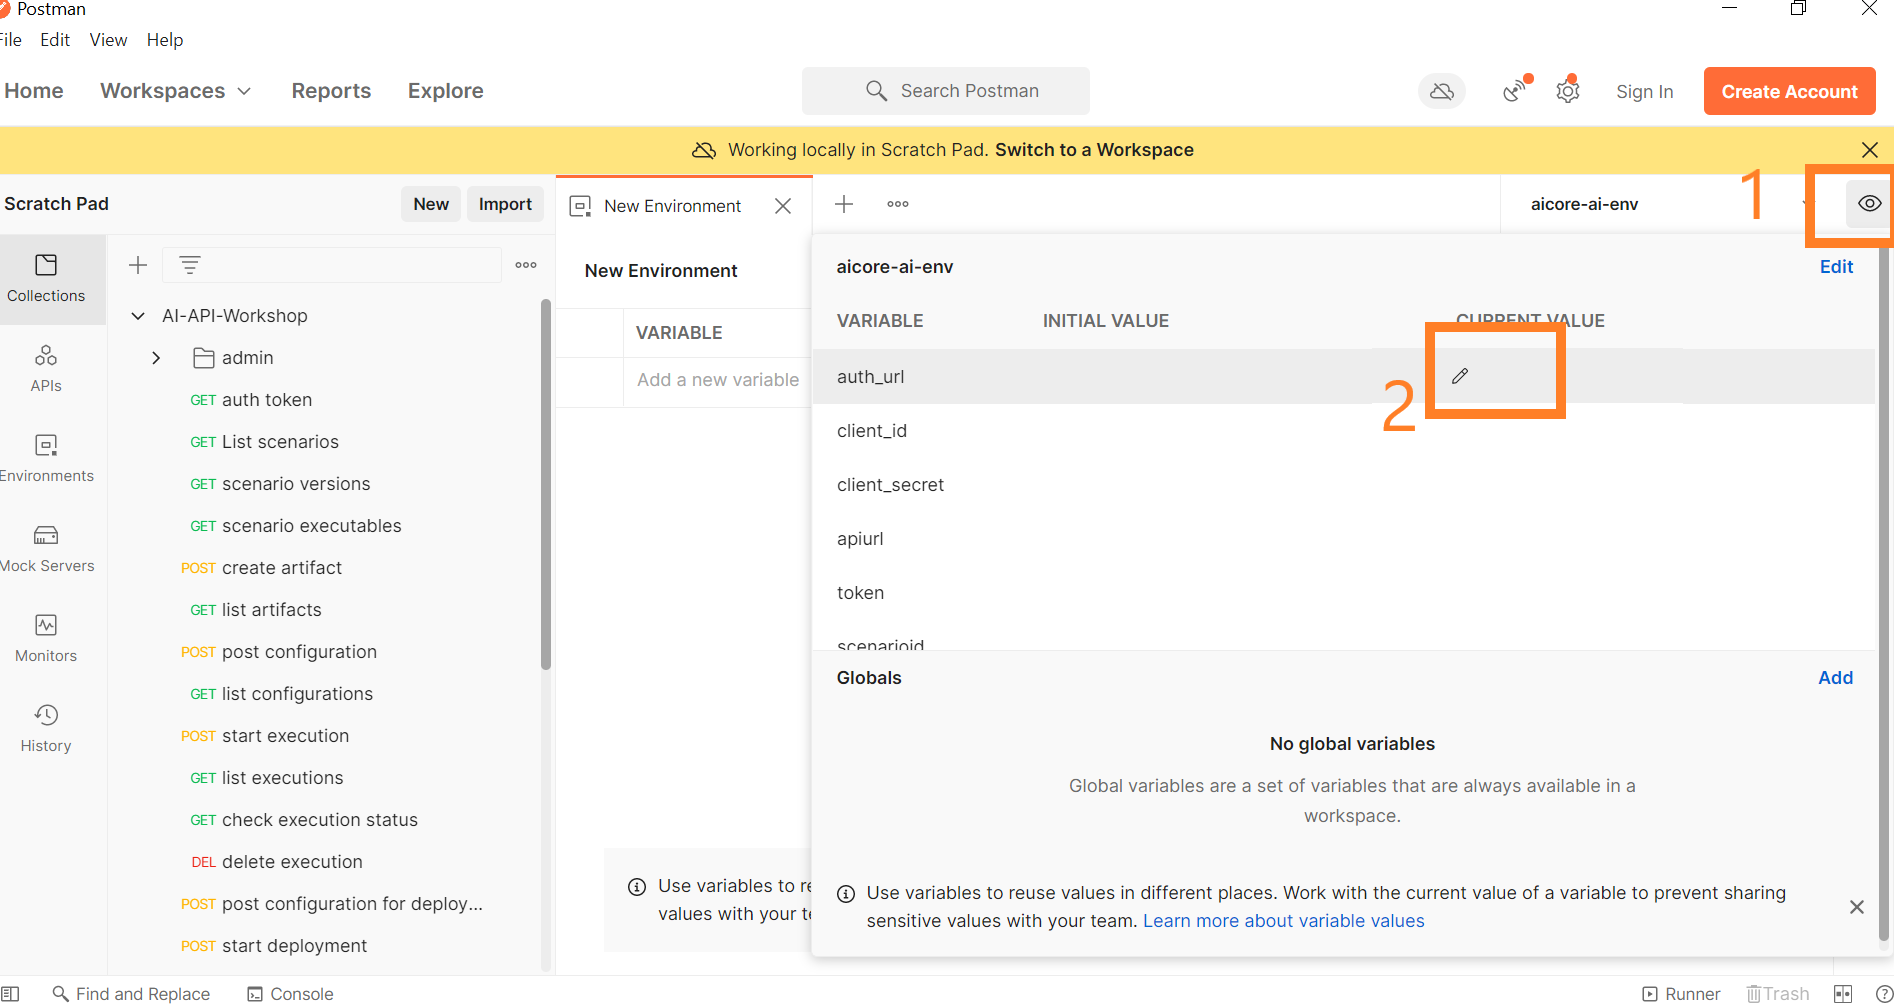 Postman
File Edit View Help
Home Workspaces Reports Explore
Search Postman
Sign In
Create Account
Working locally in Scratch Pad. Switch to a Workspace
Scratch Pad
New
Import
New Environment
aicore-ai-env
1
Collections
APIs
Environments
Mock Servers
Monitors
History
AI-API-Workshop
admin
GET auth token
GET List scenarios
GET scenario versions
GET scenario executables
POST create artifact
GET list artifacts
POST post configuration
GET list configurations
POST start execution
GET list executions
GET check execution status
DEL delete execution
POST post configuration for deploy...
POST start deployment
New Environment
VARIABLE
Add a new variable
Use variables to re
values with your te
aicore-ai-env
Edit
VARIABLE INITIAL VALUE CURRENT VALUE
auth_url
2
client_id
client_secret
apiurl
token
scenarioid
Globals
Add
No global variables
Global variables are a set of variables that are always available in a
workspace.
Use variables to reuse values in different places. Work with the current value of a variable to prevent sharing
sensitive values with your team. Learn more about variable values
Find and Replace
Console
Runner
Trash